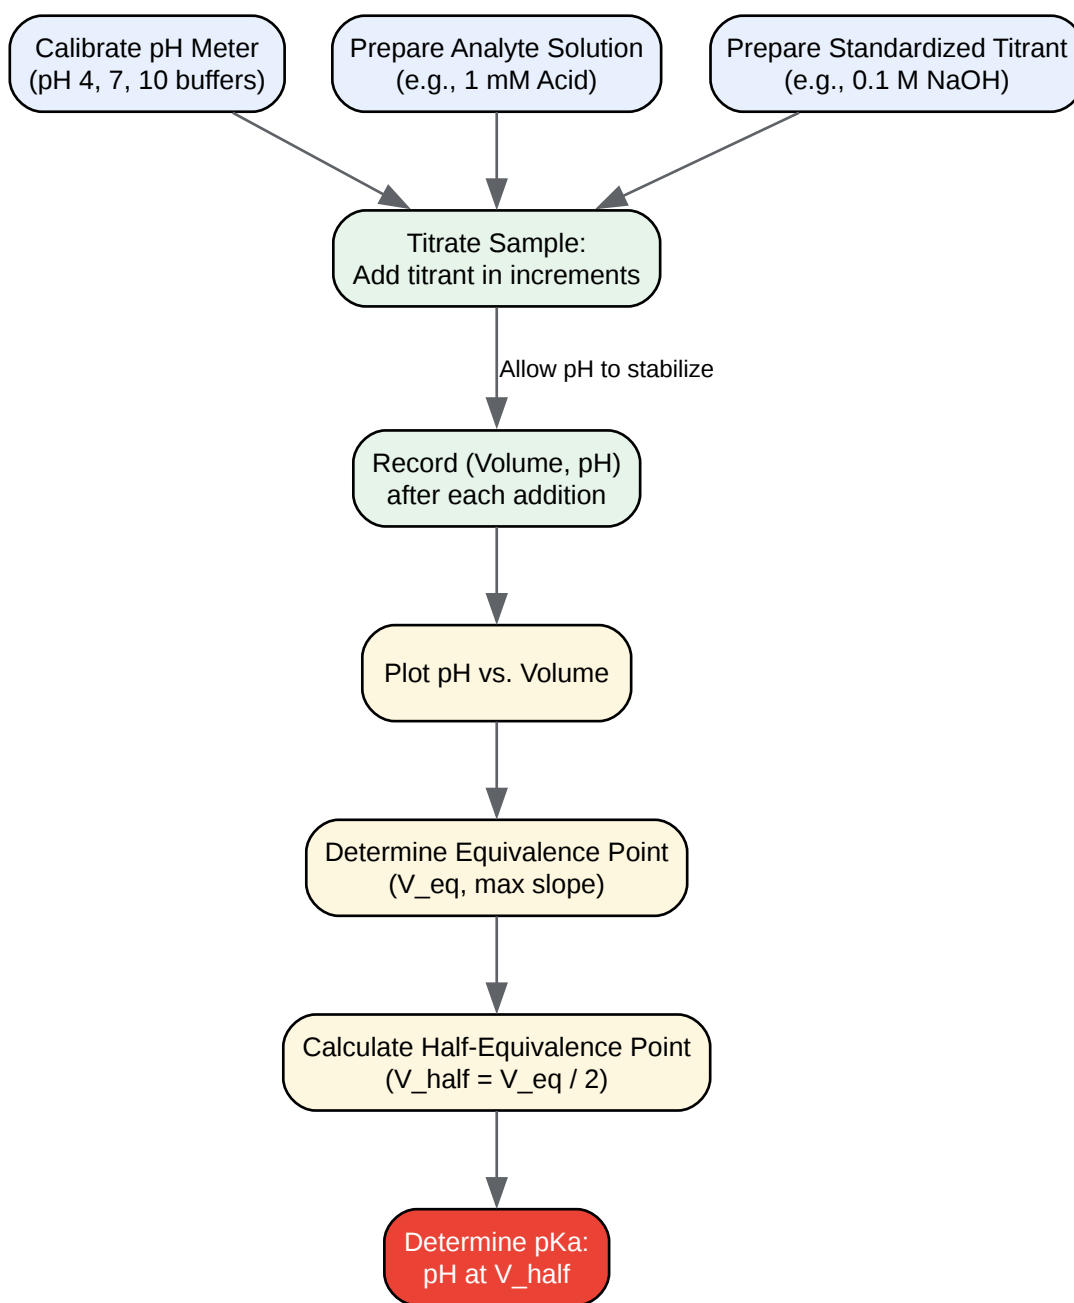 Calibrate pH Meter
(pH 4, 7, 10 buffers)
Prepare Analyte Solution
(e.g., 1 mM Acid)
Prepare Standardized Titrant
(e.g., 0.1 M NaOH)
Titrate Sample:
Add titrant in increments
Allow pH to stabilize
Record (Volume, pH)
after each addition
Plot pH vs. Volume
Determine Equivalence Point
(V_eq, max slope)
Calculate Half-Equivalence Point
(V_half = V_eq / 2)
Determine pKa:
pH at V_half